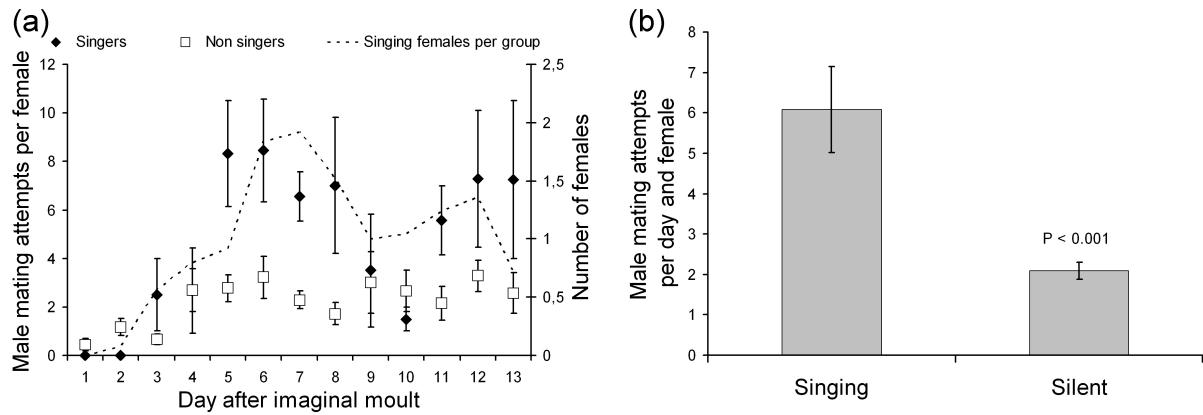 (a)
Singers Non singers Singing females per group
Male mating attempts per female
12
10
8
6
4
2
0
2,5
2
1,5
1
0,5
0
Number of females
1 2 3 4 5 6 7 8 9 10 11 12 13
Day after imaginal moult
(b)
Male mating attempts
per day and female
8
7
6
5
4
3
2
1
0
P < 0.001
Singing Silent